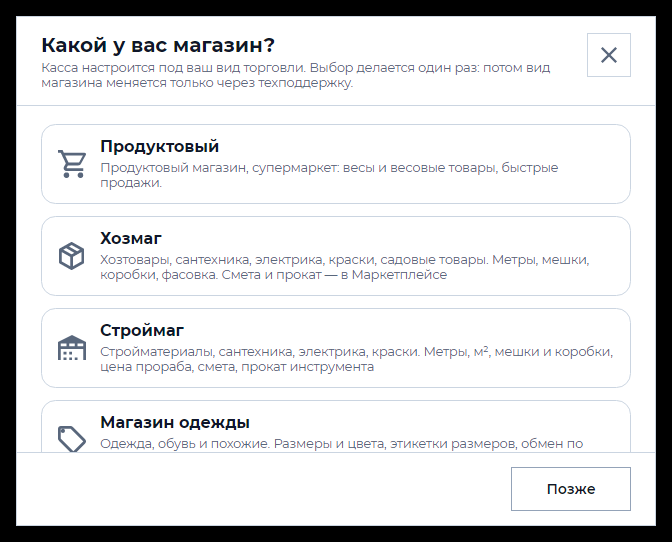 Какой у вас магазин?
Касса настроится под ваш вид торговли. Выбор делается один раз: потом вид
магазина меняется только через техподдержку.
Продуктовый
Продуктовый магазин, супермаркет: весы и весовые товары, быстрые
продажи.
Хозмаг
Хозтовары, сантехника, электрика, краски, садовые товары. Метры, мешки,
коробки, фасовка. Смета и прокат — в Маркетплейсе
Строймаг
Стройматериалы, сантехника, электрика, краски. Метры, м², мешки и коробки,
цена прораба, смета, прокат инструмента
Магазин одежды
Одежда, обувь и похожие. Размеры и цвета, этикетки размеров, обмен по
Позже